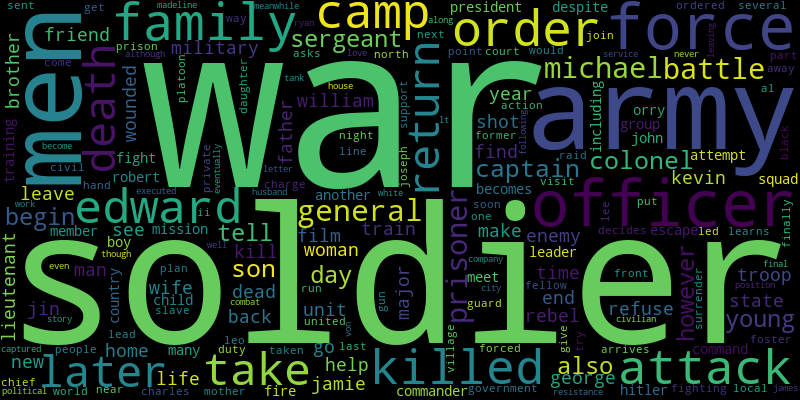 war
soldier
army
men
force
family
camp
order
officer
death
edward
return
killed
attack
take
later
general
sergeant
captain
michael
battle
colonel
prisoner
however
young
military
friend
brother
wounded
william
father
daughter
platoon
prison
asks
north
president
despite
ordered
several
sent
madeline
meanwhile
ryan
get
along
way
although
love
point
court
would
join
service
never
leaving
part
away
come
training
become
tank
house
next
year
shot
action
including
orry
group
john
attempt
al
black
night
support
former
following
robert
fight
private
line
joseph
lt
find
raid
kevin
squad
civil
hand
eventually
letter
charge
husband
another
white
becomes
visit
leave
executed
work
begin
member
see
mission
ii
tell
film
woman
train
make
soon
one
enemy
leader
meet
company
city
decides
escape
put
led
lee
learns
finally
lieutenant
boy
though
well
kill
son
day
major
time
fellow
guard
front
final
troop
even
man
jin
country
wife
child
plan
slave
dead
back
combat
run
unit
united
gun
end
rebel
refuse
surrender
civilian
state
position
story
lead
leo
duty
go
last
village
forced
give
try
arrives
command
foster
captured
people
home
many
taken
help
new
life
jamie
also
george
chief
political
world
near
charles
mother
fire
commander
government
resistance
hitler
fighting
local
james